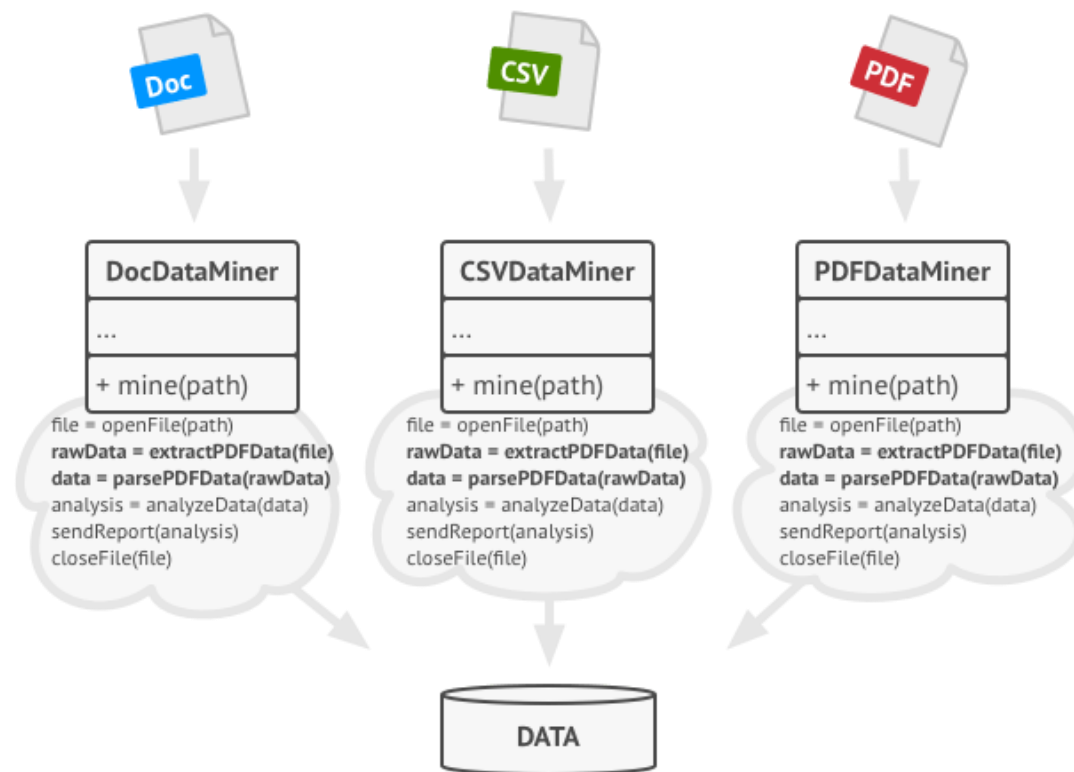 Doc
CSV
PDF
DocDataMiner
...
+ mine(path)
file = openFile(path)
rawData = extractPDFData(file)
data = parsePDFData(rawData)
analysis = analyzeData(data)
sendReport(analysis)
closeFile(file)
CSVDataMiner
...
+ mine(path)
file = openFile(path)
rawData = extractPDFData(file)
data = parsePDFData(rawData)
analysis = analyzeData(data)
sendReport(analysis)
closeFile(file)
PDFDataMiner
...
+ mine(path)
file = openFile(path)
rawData = extractPDFData(file)
data = parsePDFData(rawData)
analysis = analyzeData(data)
sendReport(analysis)
closeFile(file)
DATA